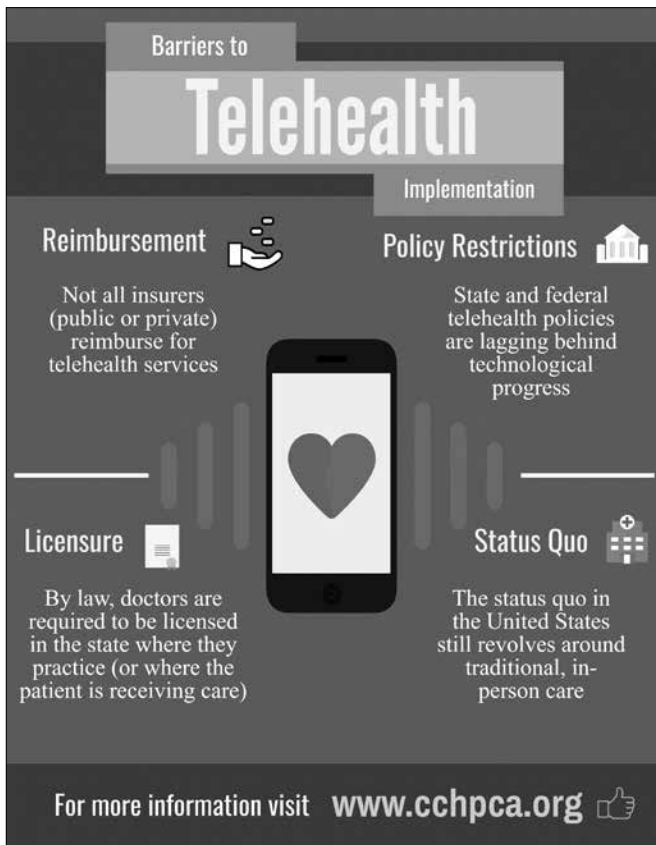 Barriers to
Telehealth
Implementation
Reimbursement
Not all insurers
(public or private)
reimburse for
telehealth services
Policy Restrictions
State and federal
telehealth policies
are lagging behind
technological
progress
Licensure
By law, doctors are
required to be licensed
in the state where they
practice (or where the
patient is receiving care)
Status Quo
The status quo in
the United States
still revolves around
traditional, in-
person care
For more information visit www.cchpca.org